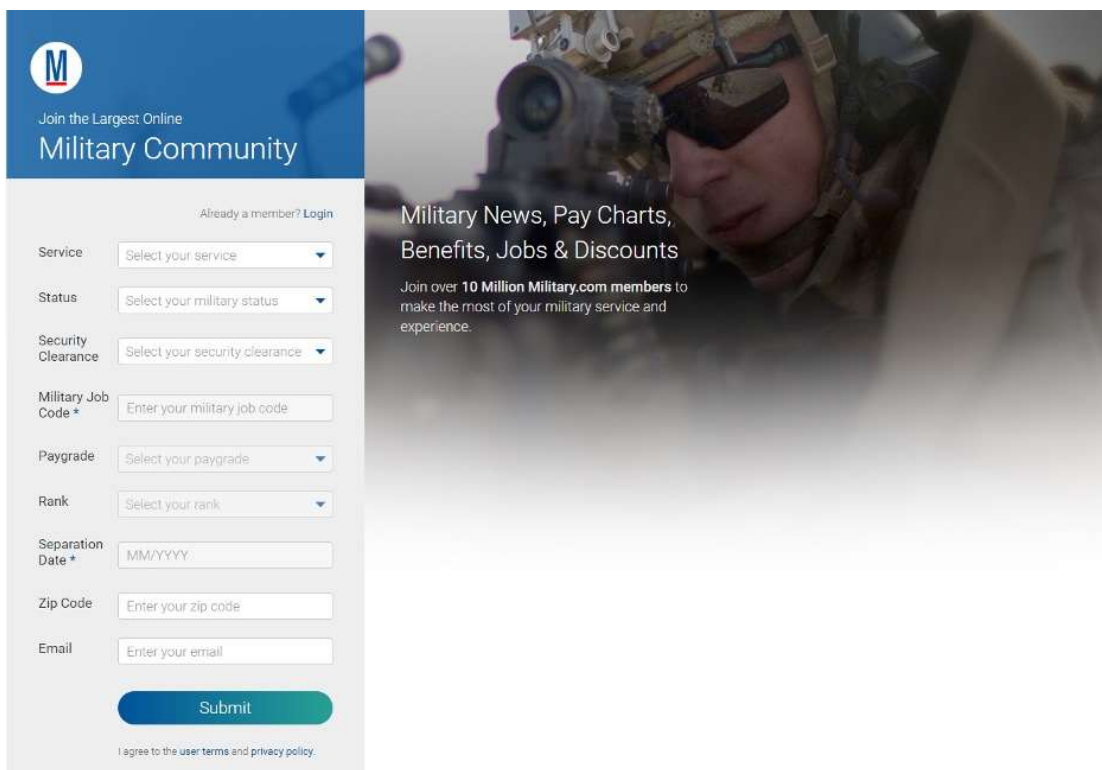 M
Join the Largest Online
Military Community
Already a member? Login
Service
Select your service
Status
Select your military status
Security
Clearance
Select your security clearance
Military Job
Code *
Enter your military job code
Paygrade
Select your paygrade
Rank
Select your rank
Separation
Date *
MM/YYYY
Zip Code
Enter your zip code
Email
Enter your email
Submit
I agree to the user terms and privacy policy.
Military News, Pay Charts,
Benefits, Jobs & Discounts
Join over 10 Million Military.com members to
make the most of your military service and
experience.